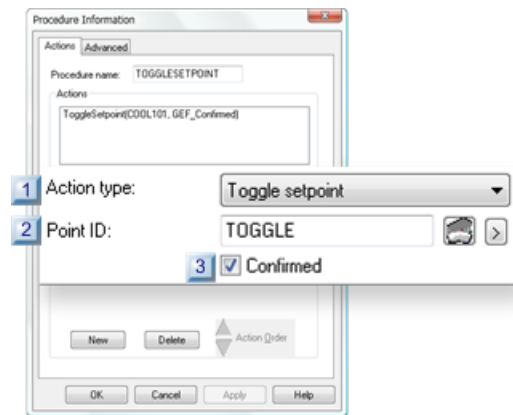 Procedure Information
Actions Advanced
Procedure name: TOGGLESETPOINT
Actions
ToggleSetpoint(COOL101, GEF_Confirmed)
1 Action type: Toggle setpoint
2 Point ID: TOGGLE >
3 Confirmed
New Delete Action Order
OK Cancel Apply Help